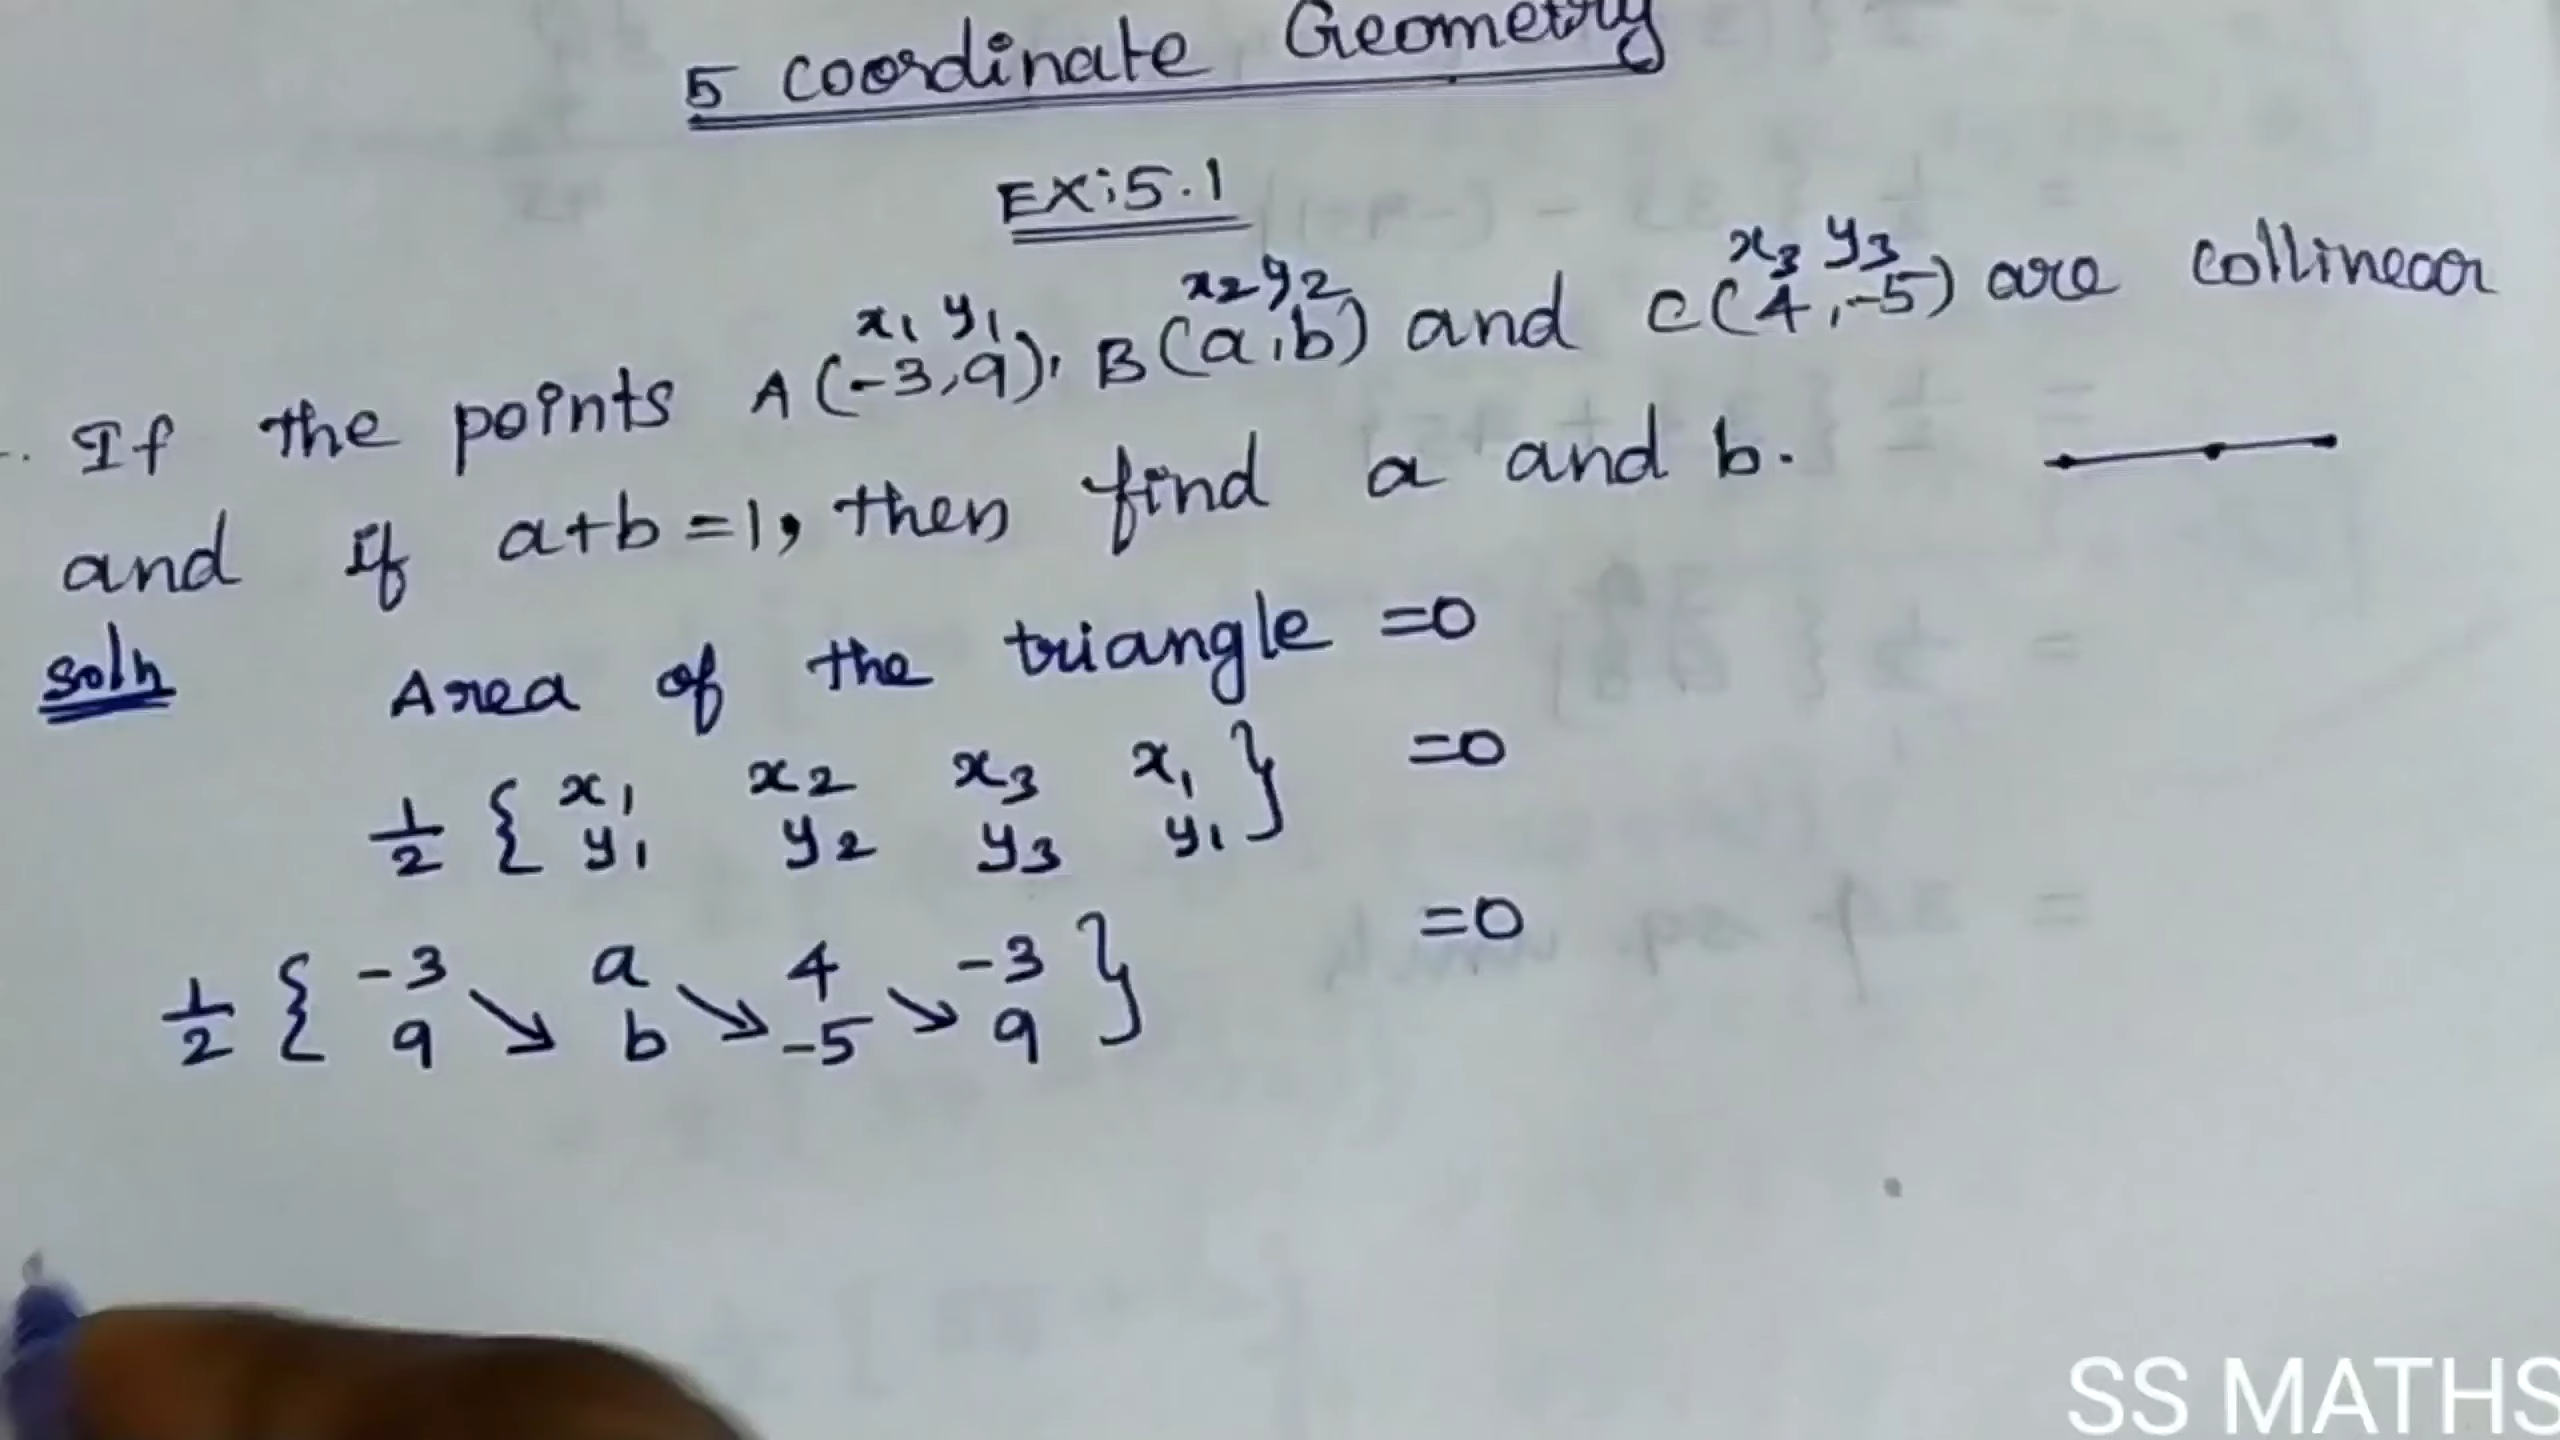 5 Coordinate Geometry
EX:5.1
x₁ y₁ x₂ y₂ x₃ y₃
If the points A(-3,9), B(a,b) and C(4,-5) are collinear
and if a+b=1, then find a and b.
Soln Area of the triangle =0
½ { x₁ x₂ x₃ x₁ } =0
y₁ y₂ y₃ y₁
½ { -3 ↘ a ↘ 4 ↘ -3 } =0
9 b -5 9
SS MATHS